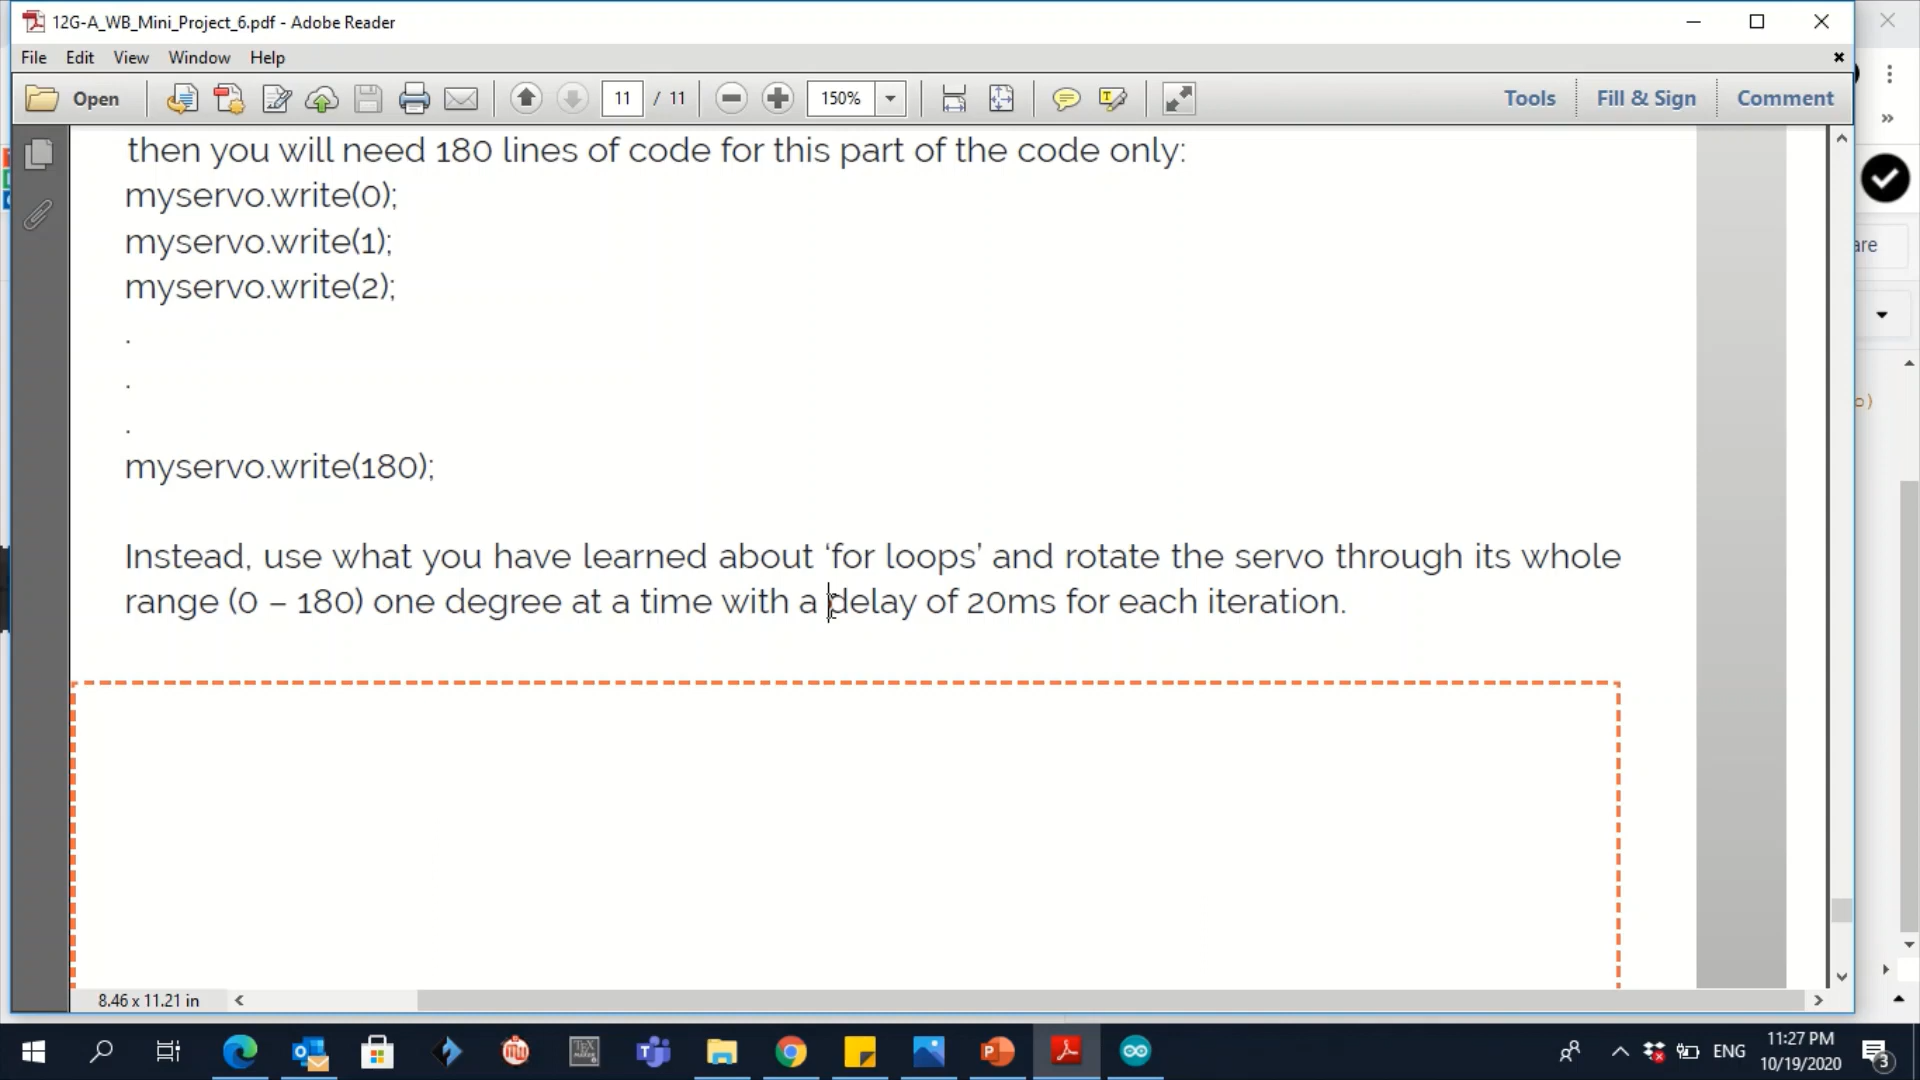 12G-A_WB_Mini_Project_6.pdf - Adobe Reader
File Edit View Window Help
Open 11 / 11 150% Tools Fill & Sign Comment
then you will need 180 lines of code for this part of the code only:
myservo.write(0);
myservo.write(1);
are
myservo.write(2);
.
.
.
myservo.write(180);
Instead, use what you have learned about ‘for loops’ and rotate the servo through its whole
range (0 – 180) one degree at a time with a delay of 20ms for each iteration.
8.46 x 11.21 in
ENG 11:27 PM
10/19/2020 3